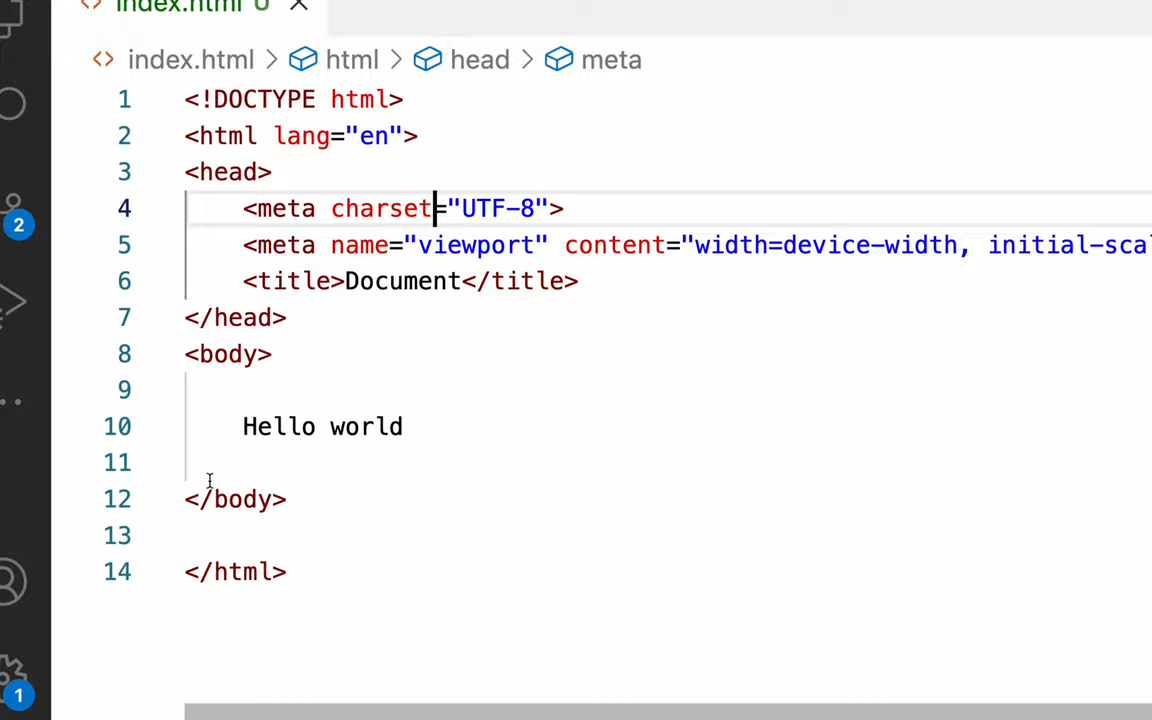 index.html U
index.html > html > head > meta
1 <!DOCTYPE html>
2 <html lang="en">
3 <head>
4 <meta charset="UTF-8">
5 <meta name="viewport" content="width=device-width, initial-sca
6 <title>Document</title>
7 </head>
8 <body>
9
10 Hello world
11
12 </body>
13
14 </html>
2
1